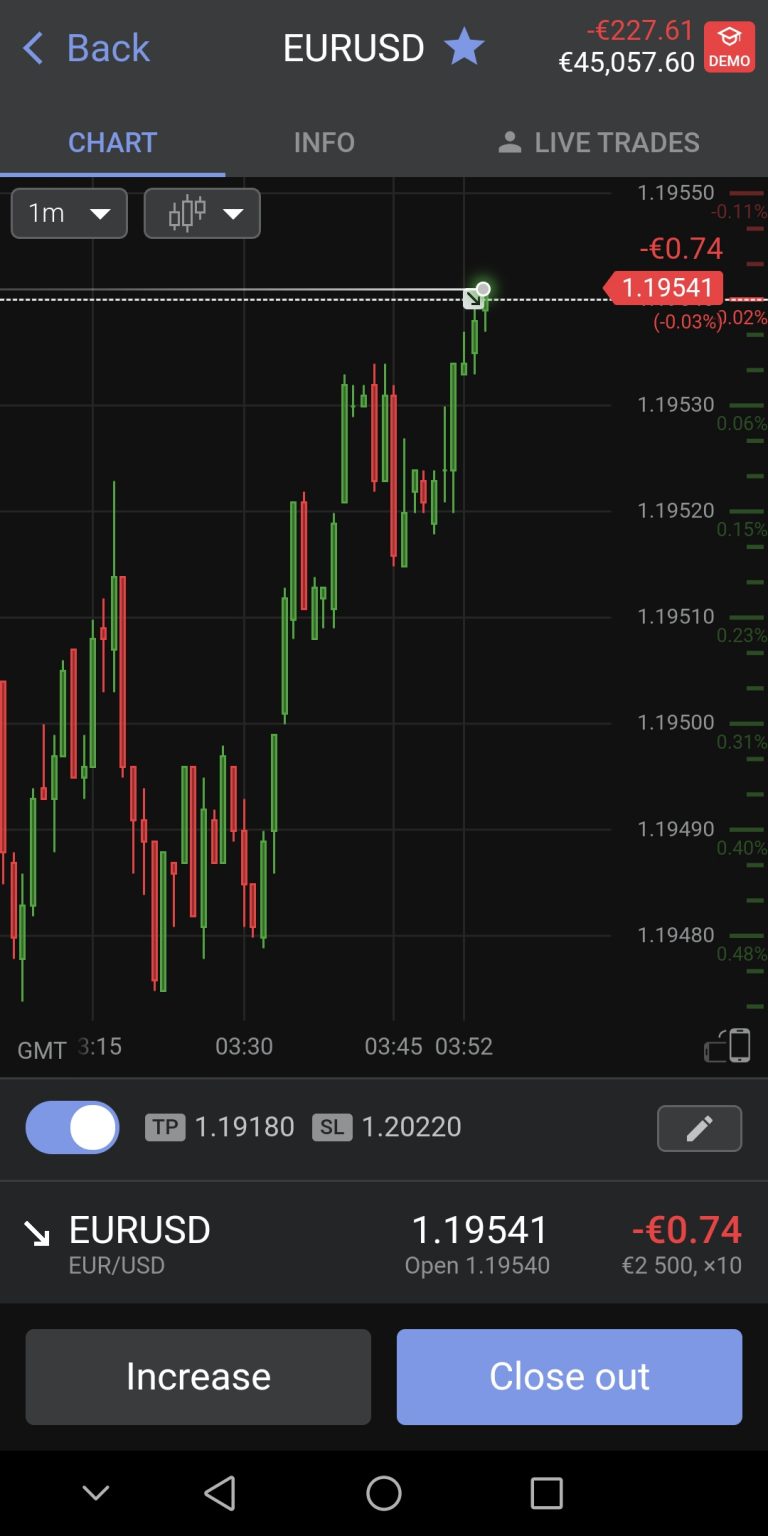 Back EURUSD -€227.61
€45,057.60 DEMO
CHART INFO LIVE TRADES
1m
1.19550
-0.11%
-€0.74
1.19541
(-0.03%)
0.02%
1.19530
0.06%
1.19520
0.15%
1.19510
0.23%
1.19500
0.31%
1.19490
0.40%
1.19480
0.48%
GMT 3:15 03:30 03:45 03:52
TP 1.19180 SL 1.20220
EURUSD 1.19541 -€0.74
EUR/USD Open 1.19540 €2 500, ×10
Increase Close out